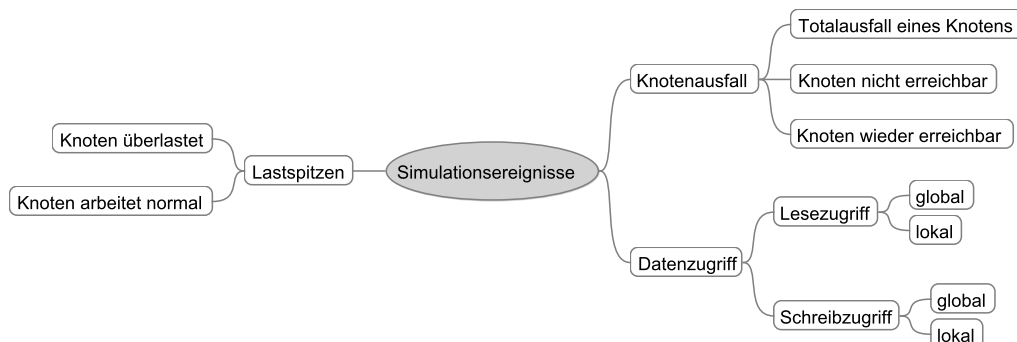 Totalausfall eines Knotens
Knotenausfall
Knoten nicht erreichbar
Knoten wieder erreichbar
Knoten überlastet
Lastspitzen
Knoten arbeitet normal
Simulationsereignisse
Datenzugriff
Lesezugriff
global
lokal
Schreibzugriff
global
lokal